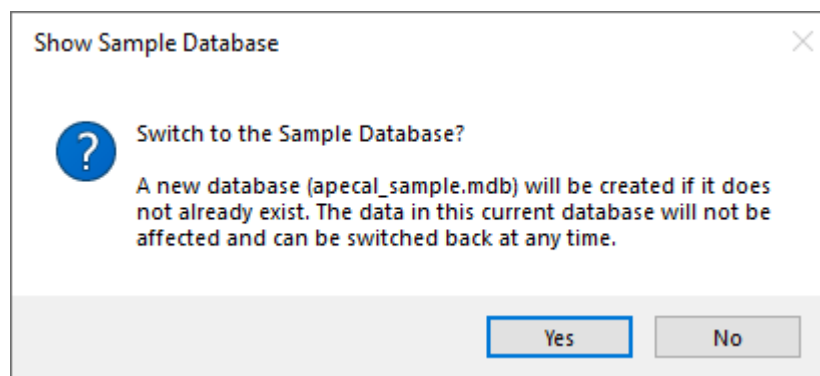 Show Sample Database
Switch to the Sample Database?
A new database (apecal_sample.mdb) will be created if it does
not already exist. The data in this current database will not be
affected and can be switched back at any time.
Yes
No